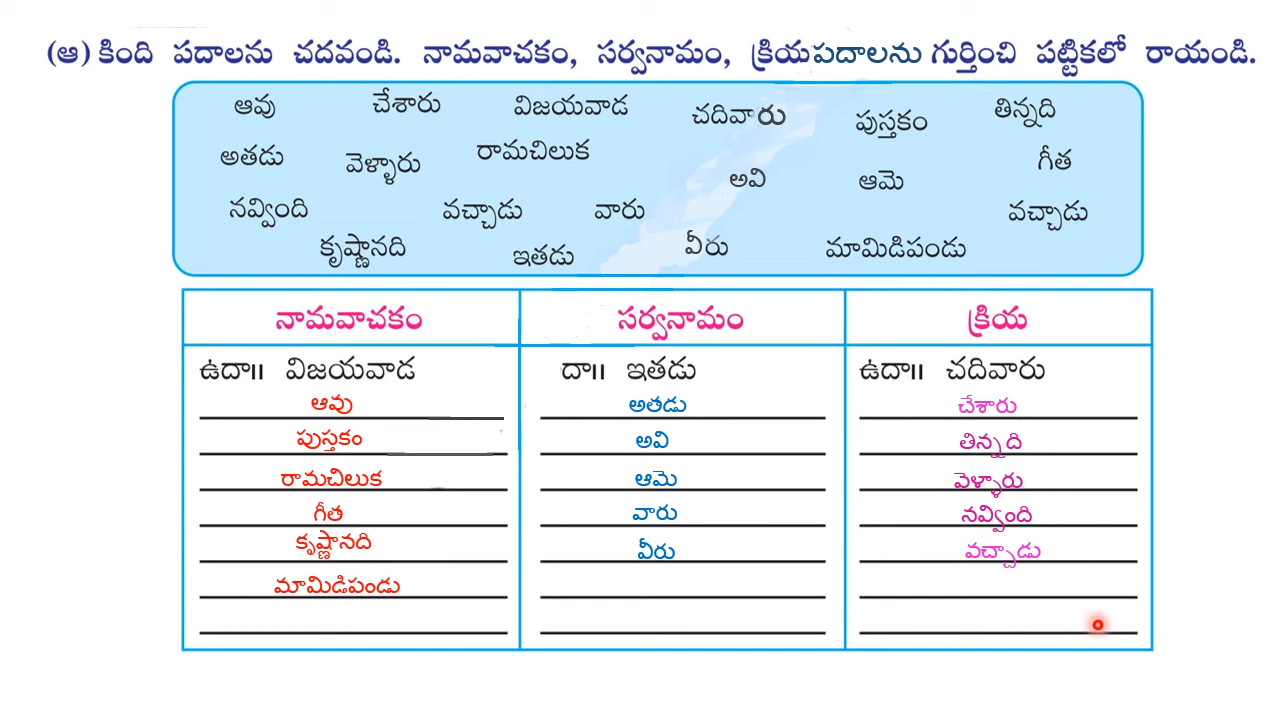 (ఆ) కింది పదాలను చదవండి. నామవాచకం, సర్వనామం, క్రియపదాలను గుర్తించి పట్టికలో రాయండి.
ఆవు చేశారు విజయవాడ చదివారు పుస్తకం తిన్నది
అతడు వెళ్ళారు రామచిలుక అవి ఆమె గీత
నవ్వింది వచ్చాడు వారు వచ్చాడు
కృష్ణానది ఇతడు వీరు మామిడిపండు
నామవాచకం సర్వనామం క్రియ
ఉదా॥ విజయవాడ దా॥ ఇతడు ఉదా॥ చదివారు
ఆవు అతడు చేశారు
పుస్తకం అవి తిన్నది
రామచిలుక ఆమె వెళ్ళారు
గీత వారు నవ్వింది
కృష్ణానది వీరు వచ్చాడు
మామిడిపండు